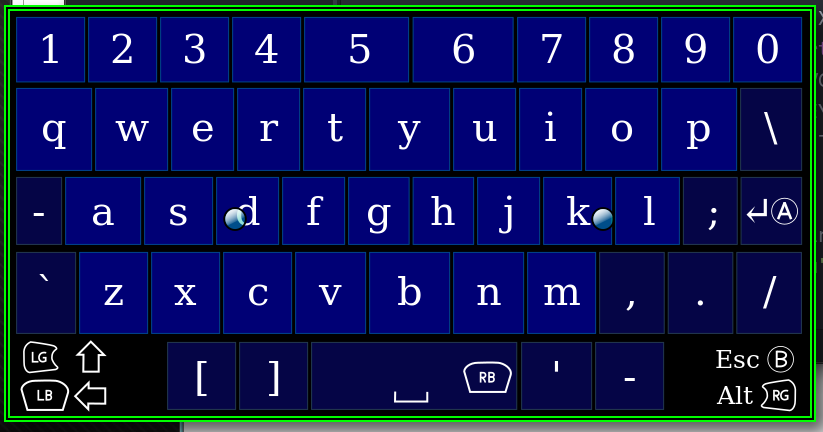 1 2 3 4 5 6 7 8 9 0
q w e r t y u i o p \
- a s d f g h j k l ; ↵Ⓐ
` z x c v b n m , . /
LG ⇧ [ ] ⎵ RB ' - Esc Ⓑ
LB ⇦ Alt RG